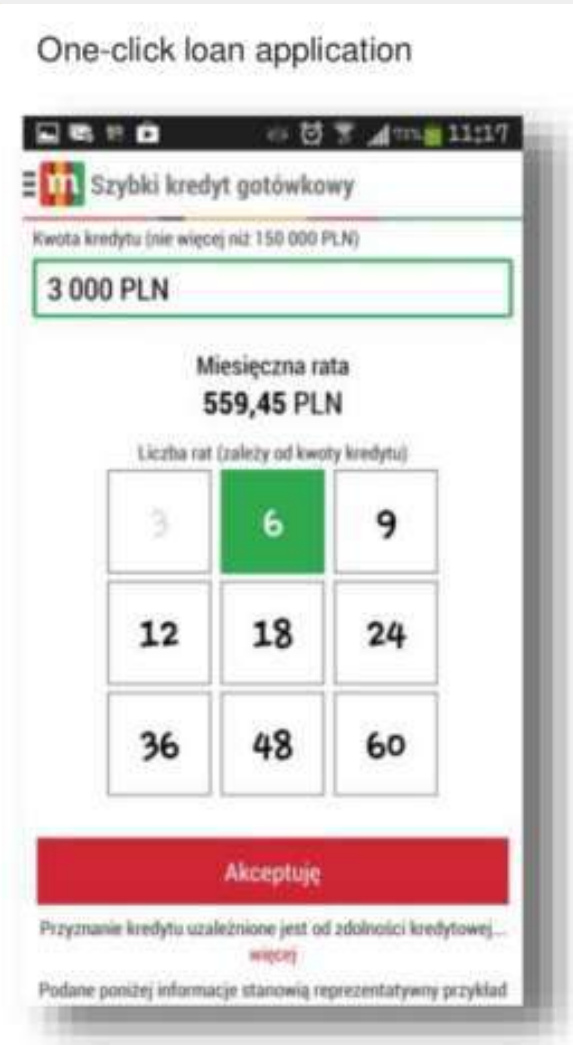 One-click loan application
11:17
m Szybki kredyt gotówkowy
Kwota kredytu (nie więcej niż 150 000 PLN)
3 000 PLN
Miesięczna rata
559,45 PLN
Liczba rat (zależy od kwoty kredytu)
3 6 9
12 18 24
36 48 60
Akceptuję
Przyznanie kredytu uzależnione jest od zdolności kredytowej...
więcej
Podane poniżej informacje stanowią reprezentatywny przykład